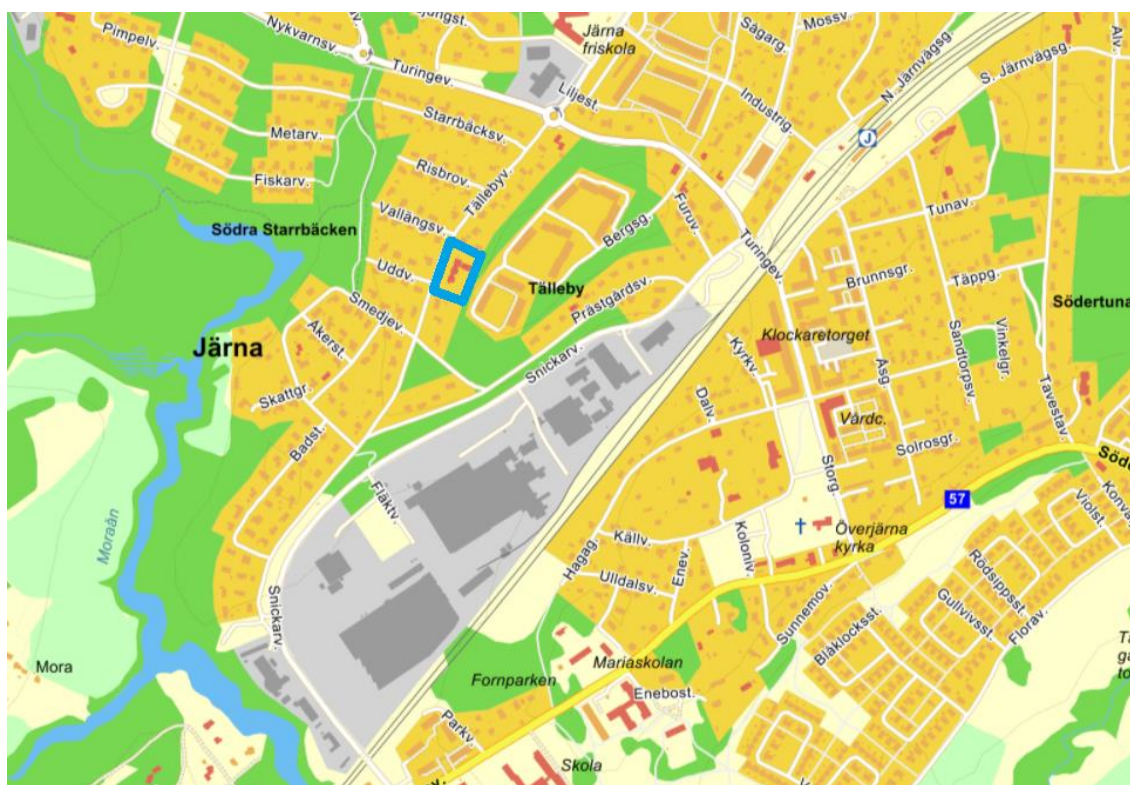 Pimpelv.
Nykvarnsv.
Järna
friskola
Sågarg.
Mossv.
Alv.
Turingev.
Liljest.
Industrig.
N. Järnvägsg.
S. Järnvägsg.
Metarv.
Starrbäcksv.
Fiskarv.
Risbrov.
Tällebyv.
J
Vallängsv.
Södra Starrbäcken
Furuv.
Bergsg.
Tunav.
Turingev.
Uddv.
Smedjev.
Tälleby
Prästgårdsv.
Brunnsgr.
Täppg.
Södertuna
Järna
Åkerst.
Skattgr.
Snickarv.
Klockaretorget
Kyrkv.
Sandtorpsv.
Vinkelgr.
Åsg.
Dalv.
Tavestav.
Badst.
Vårdc.
Solrosgr.
Storg.
Fläktv.
57
Moraån
Överjärna
kyrka
Källv.
Hagag.
Enev.
Koloniv.
Violst.
Ulldalsv.
Rödsippsst.
Sunnemov.
Gullvivsst.
Florav.
Blåklocksst.
Snickarv.
Mora
Mariaskolan
Fornparken
Enebost.
Parkv.
Skola